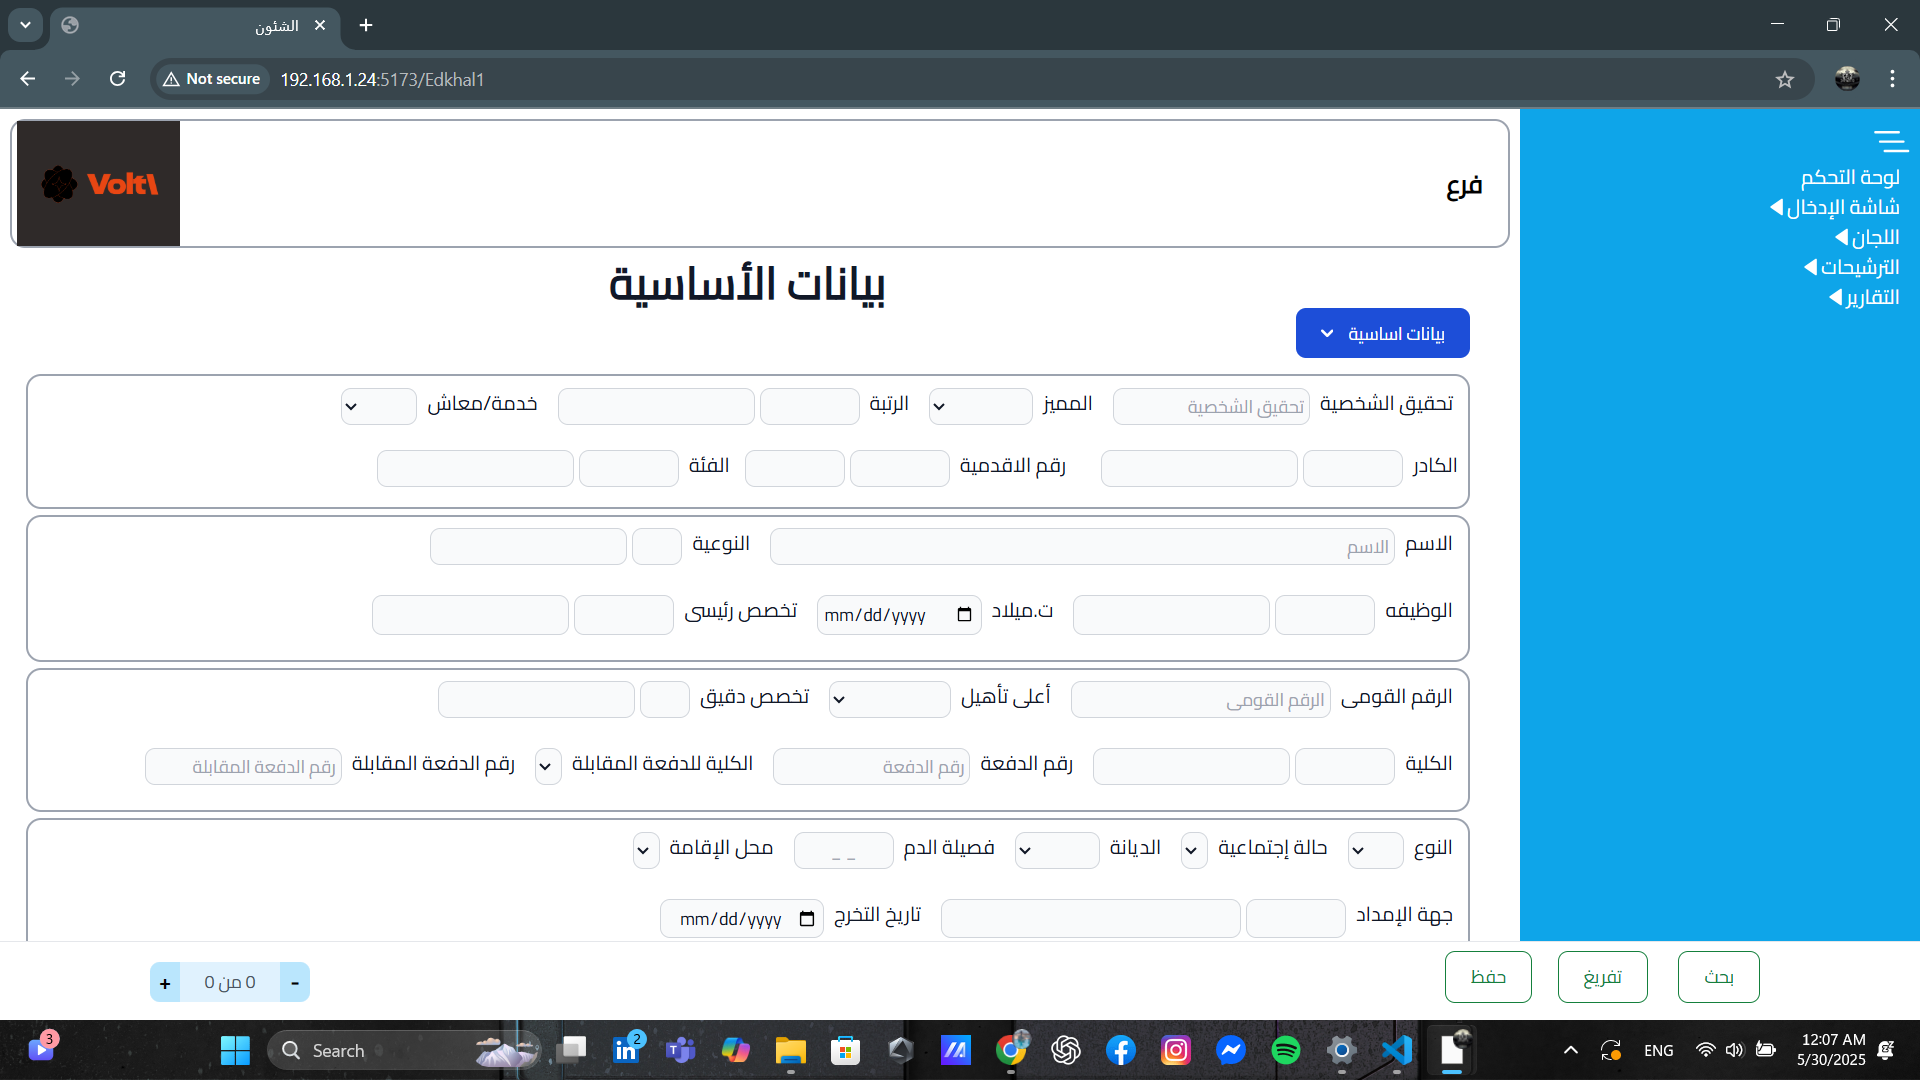 الشئون
Not secure 192.168.1.24:5173/Edkhal1
Volt\
فرع
لوحة التحكم
شاشة الإدخال
اللجان
الترشيحات
التقارير
بيانات الأساسية
بيانات اساسية
تحقيق الشخصية تحقيق الشخصية المميز الرتبة خدمة/معاش
الكادر رقم الاقدمية الفئة
الاسم الاسم النوعية
الوظيفه ت.ميلاد mm/dd/yyyy تخصص رئيسى
الرقم القومى الرقم القومى أعلى تأهيل تخصص دقيق
الكلية رقم الدفعة رقم الدفعة الكلية للدفعة المقابلة رقم الدفعة المقابلة رقم الدفعة المقابلة
النوع حالة إجتماعية الديانة فصيلة الدم _ _ محل الإقامة
جهة الإمداد تاريخ التخرج mm/dd/yyyy
بحث تفريغ حفظ
- 0 من 0 +
3
Search
2
ENG
12:07 AM
5/30/2025